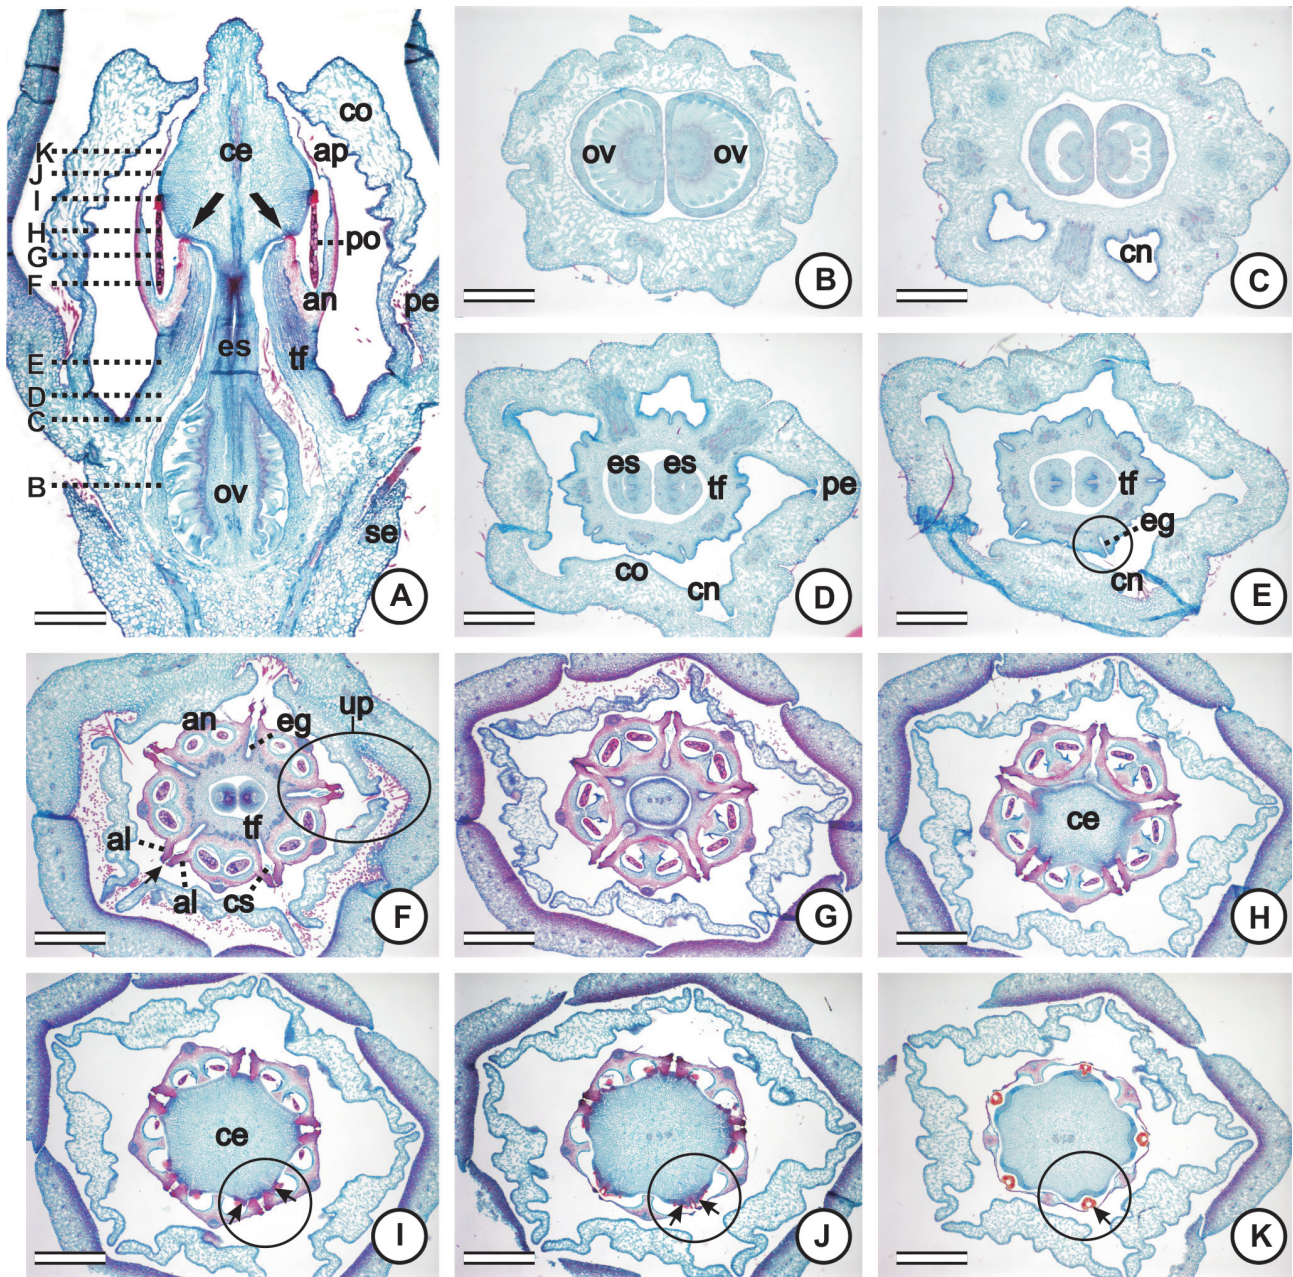 co
ce
ap
K
J
I
H
G
F
po
an
pe
es
tf
E
D
C
B
ov
se
A
ov ov
B
cn
C
es es
tf
pe
co
cn
D
tf
eg
cn
E
up
an eg
tf
al
al cs
F
G
ce
H
ce
I
J
K